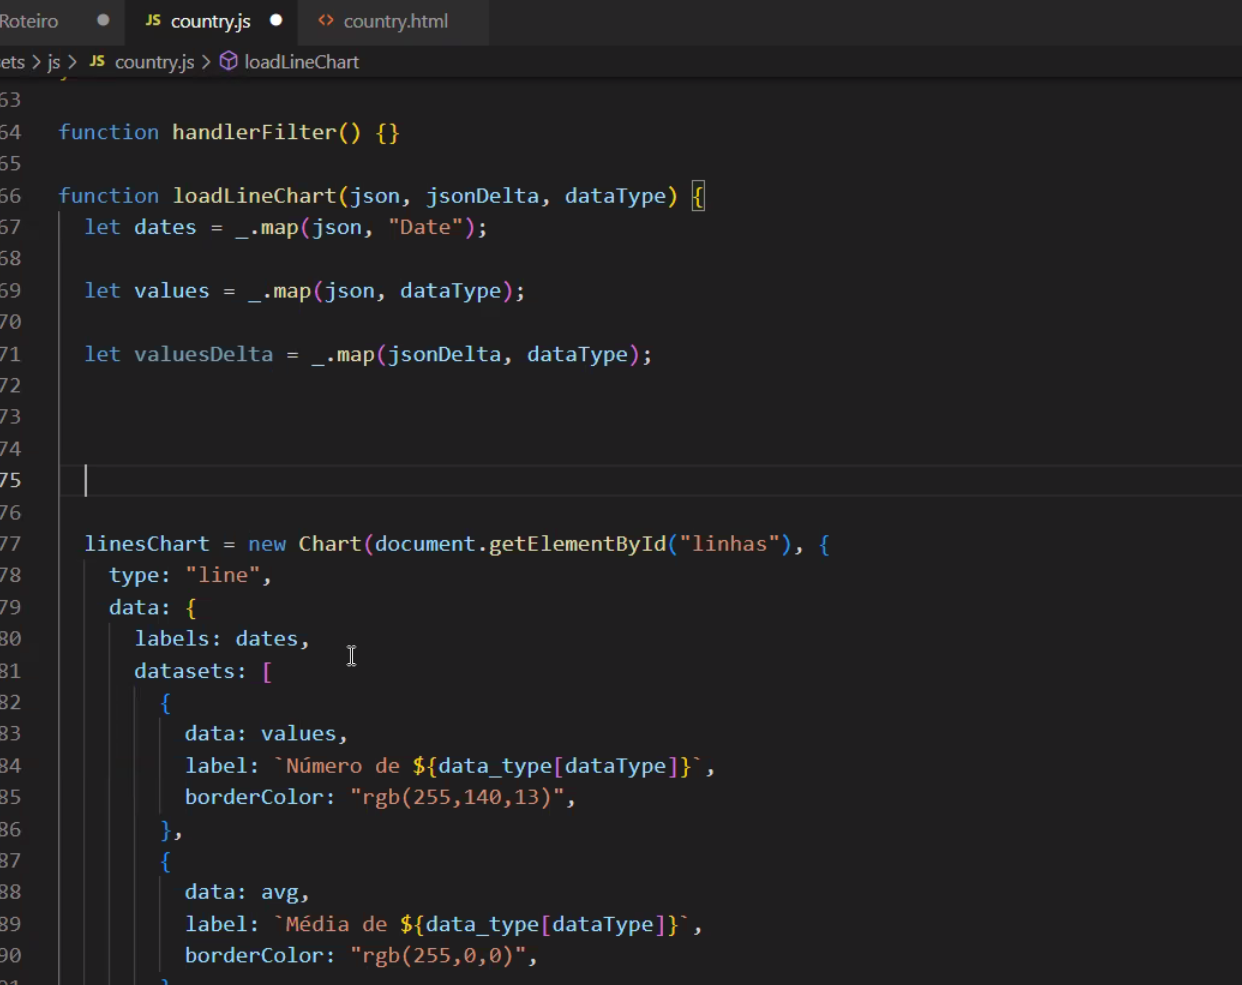 Roteiro
JS country.js
<> country.html
ets > js > JS country.js > loadLineChart
63
64 function handlerFilter() {}
65
66 function loadLineChart(json, jsonDelta, dataType) {
67 let dates = _.map(json, "Date");
68
69 let values = _.map(json, dataType);
70
71 let valuesDelta = _.map(jsonDelta, dataType);
72
73
74
75
76
77 linesChart = new Chart(document.getElementById("linhas"), {
78 type: "line",
79 data: {
80 labels: dates,
81 datasets: [
82 {
83 data: values,
84 label: `Número de ${data_type[dataType]}`,
85 borderColor: "rgb(255,140,13)",
86 },
87 {
88 data: avg,
89 label: `Média de ${data_type[dataType]}`,
90 borderColor: "rgb(255,0,0)",
91 }